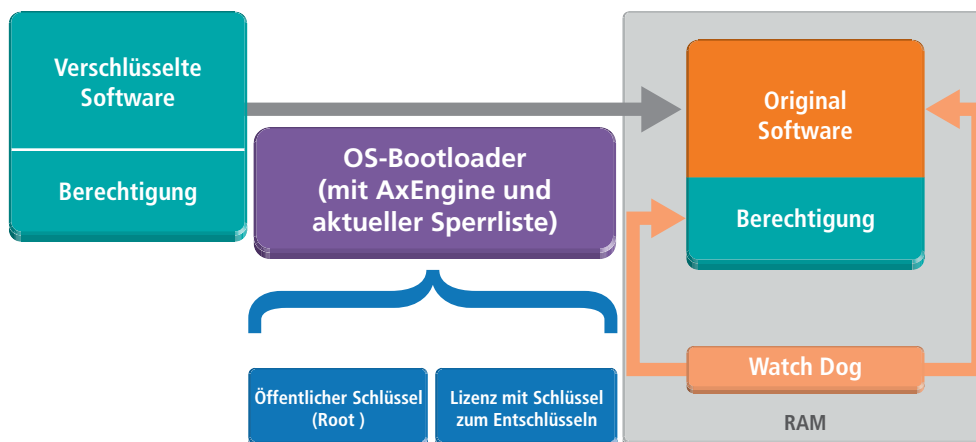 Verschlüsselte
Software
Berechtigung
OS-Bootloader
(mit AxEngine und
aktueller Sperrliste)
Öffentlicher Schlüssel
(Root )
Lizenz mit Schlüssel
zum Entschlüsseln
Original
Software
Berechtigung
Watch Dog
RAM